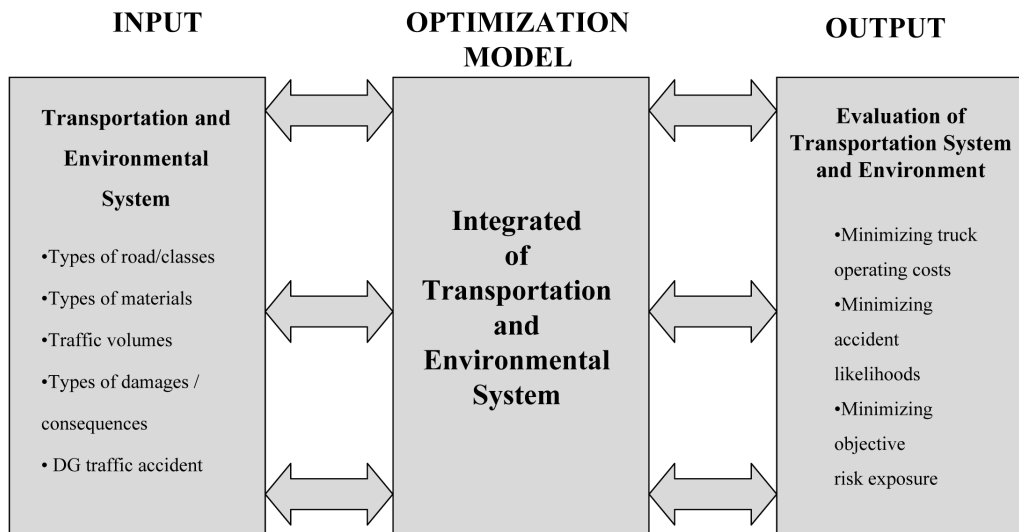 INPUT
OPTIMIZATION
MODEL
OUTPUT
Transportation and
Environmental
System
•Types of road/classes
•Types of materials
•Traffic volumes
•Types of damages /
consequences
• DG traffic accident
Integrated
of
Transportation
and
Environmental
System
Evaluation of
Transportation System
and Environment
•Minimizing truck
operating costs
•Minimizing
accident
likelihoods
•Minimizing
objective
risk exposure